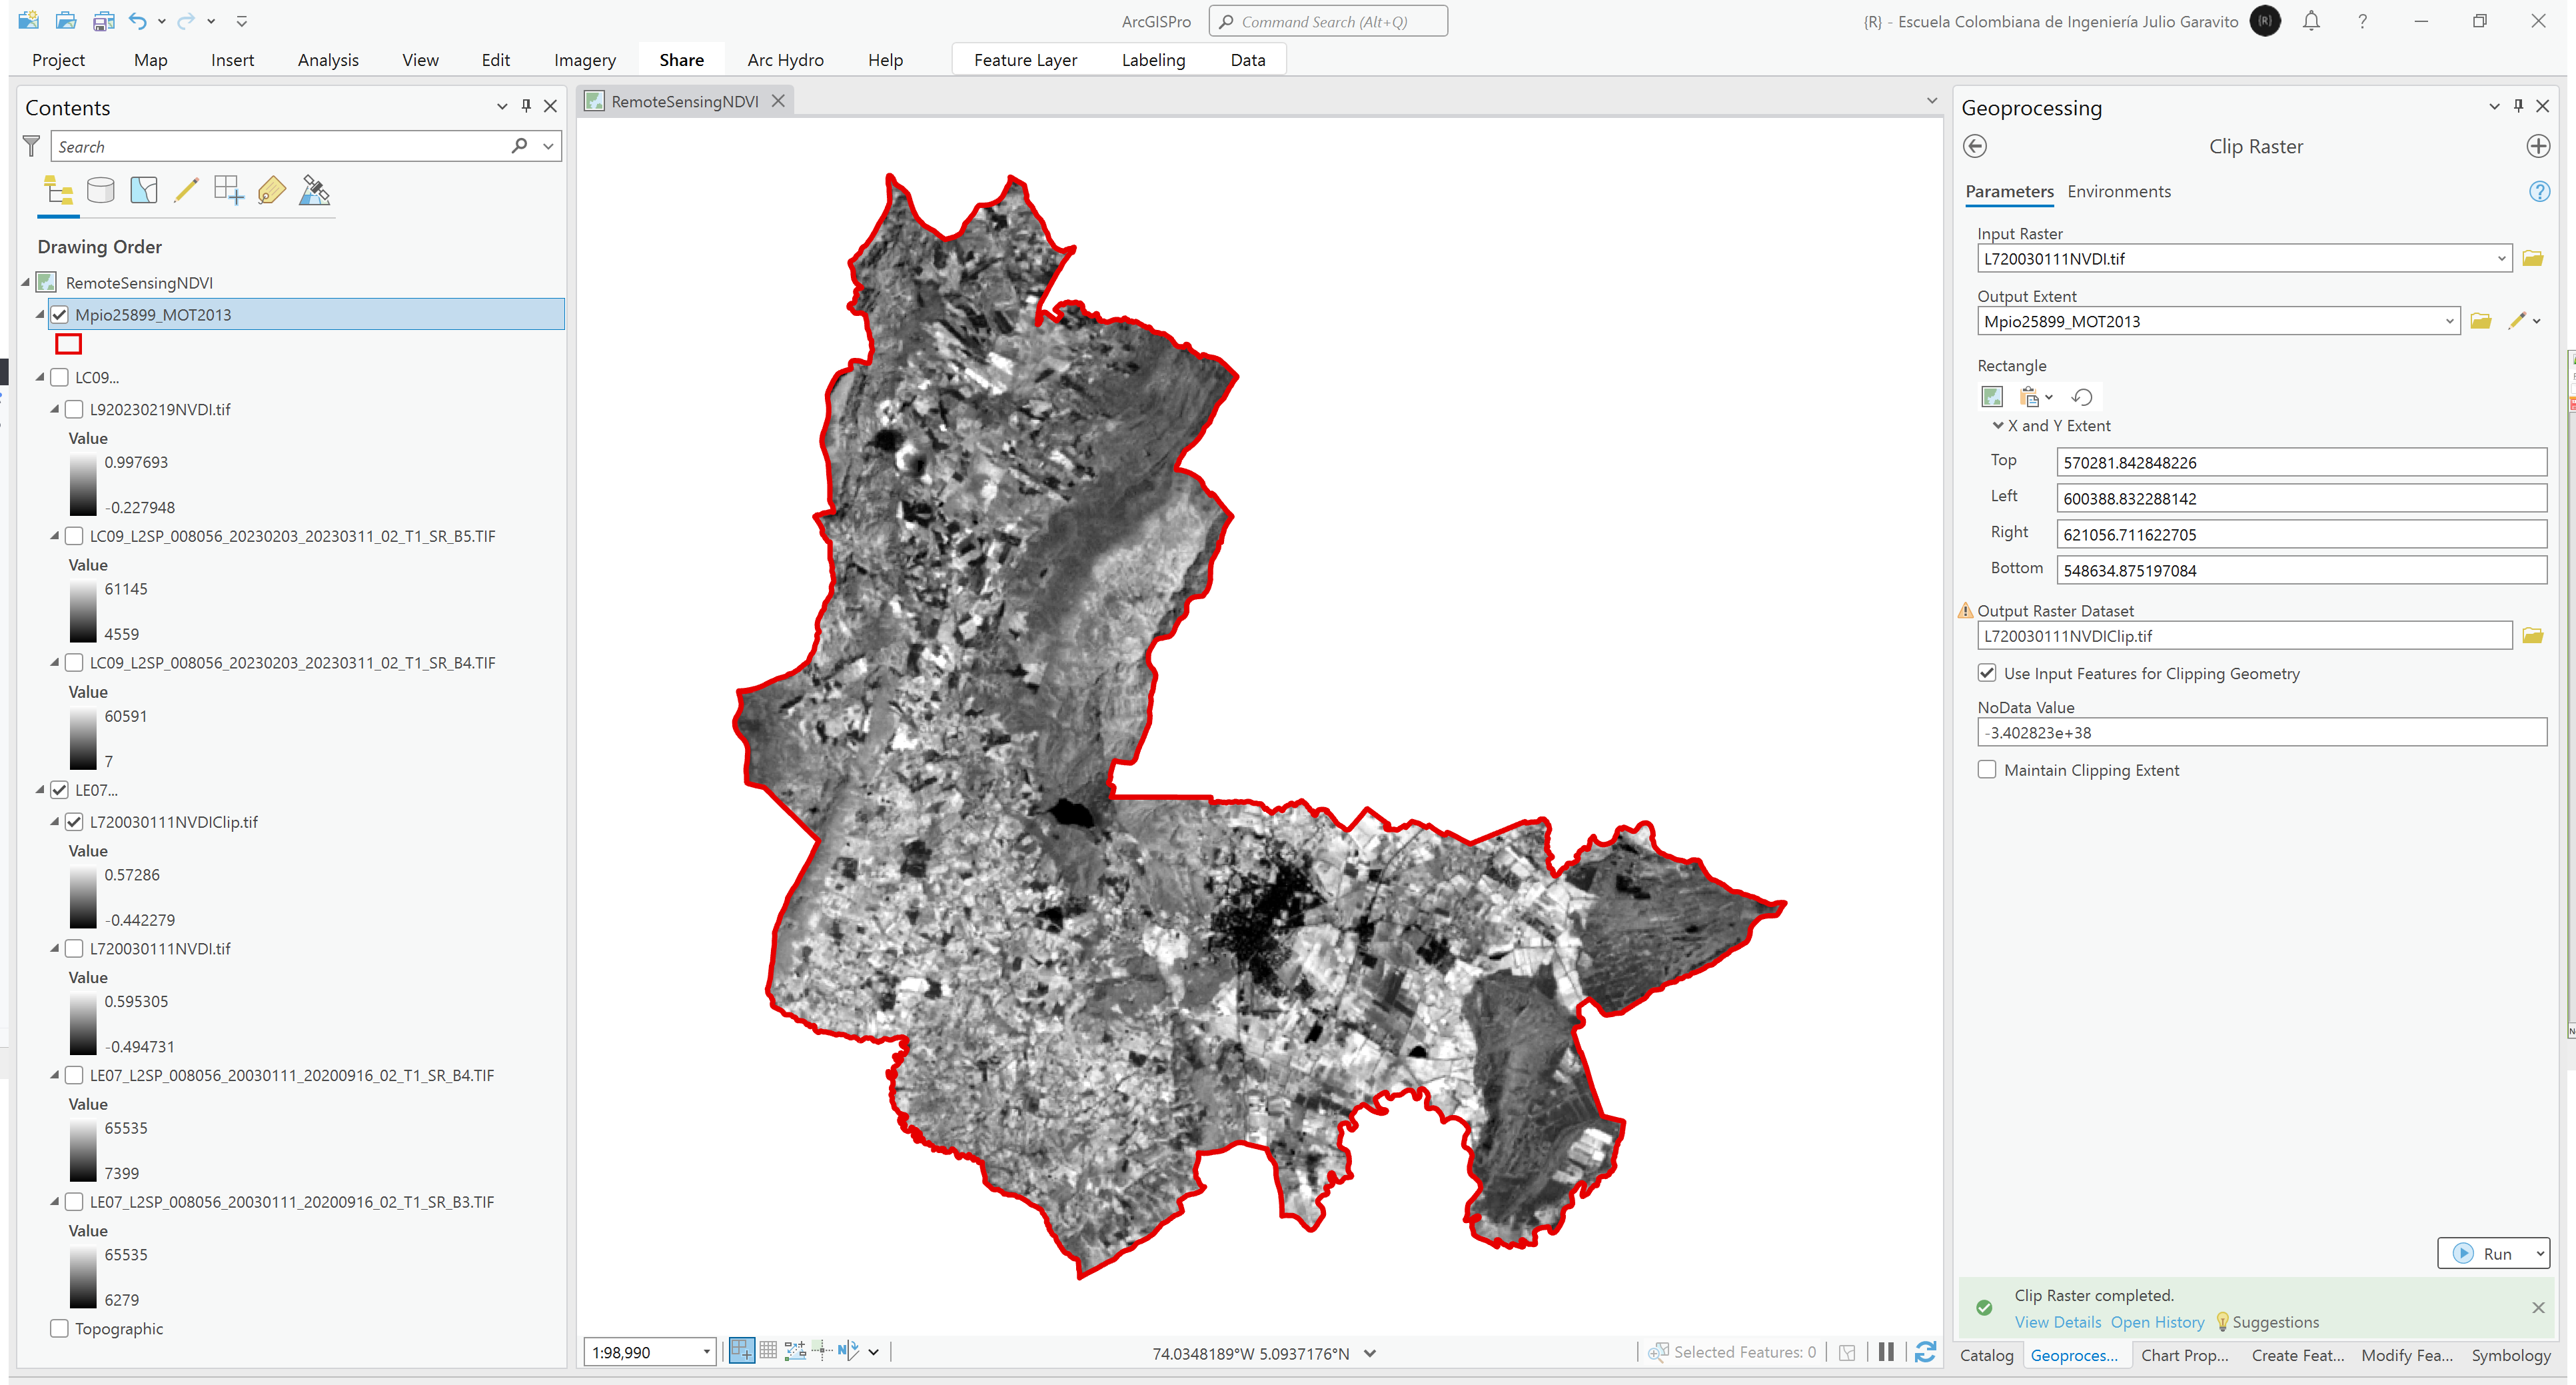 ArcGISPro
Command Search (Alt+Q)
{R} - Escuela Colombiana de Ingeniería Julio Garavito
{R}
Project Map Insert Analysis View Edit Imagery Share Arc Hydro Help Feature Layer Labeling Data
Contents
Search
Drawing Order
RemoteSensingNDVI
Mpio25899_MOT2013
LC09...
L920230219NVDI.tif
Value
0.997693
-0.227948
LC09_L2SP_008056_20230203_20230311_02_T1_SR_B5.TIF
Value
61145
4559
LC09_L2SP_008056_20230203_20230311_02_T1_SR_B4.TIF
Value
60591
7
LE07...
L720030111NVDIClip.tif
Value
0.57286
-0.442279
L720030111NVDI.tif
Value
0.595305
-0.494731
LE07_L2SP_008056_20030111_20200916_02_T1_SR_B4.TIF
Value
65535
7399
LE07_L2SP_008056_20030111_20200916_02_T1_SR_B3.TIF
Value
65535
6279
Topographic
RemoteSensingNDVI
1:98,990
74.0348189°W 5.0937176°N
Selected Features: 0
Geoprocessing
Clip Raster
Parameters Environments
Input Raster
L720030111NVDI.tif
Output Extent
Mpio25899_MOT2013
Rectangle
X and Y Extent
Top 570281.842848226
Left 600388.832288142
Right 621056.711622705
Bottom 548634.875197084
Output Raster Dataset
L720030111NVDIClip.tif
Use Input Features for Clipping Geometry
NoData Value
-3.402823e+38
Maintain Clipping Extent
Run
Clip Raster completed.
View Details Open History Suggestions
Catalog Geoproces... Chart Prop... Create Feat... Modify Fea... Symbology